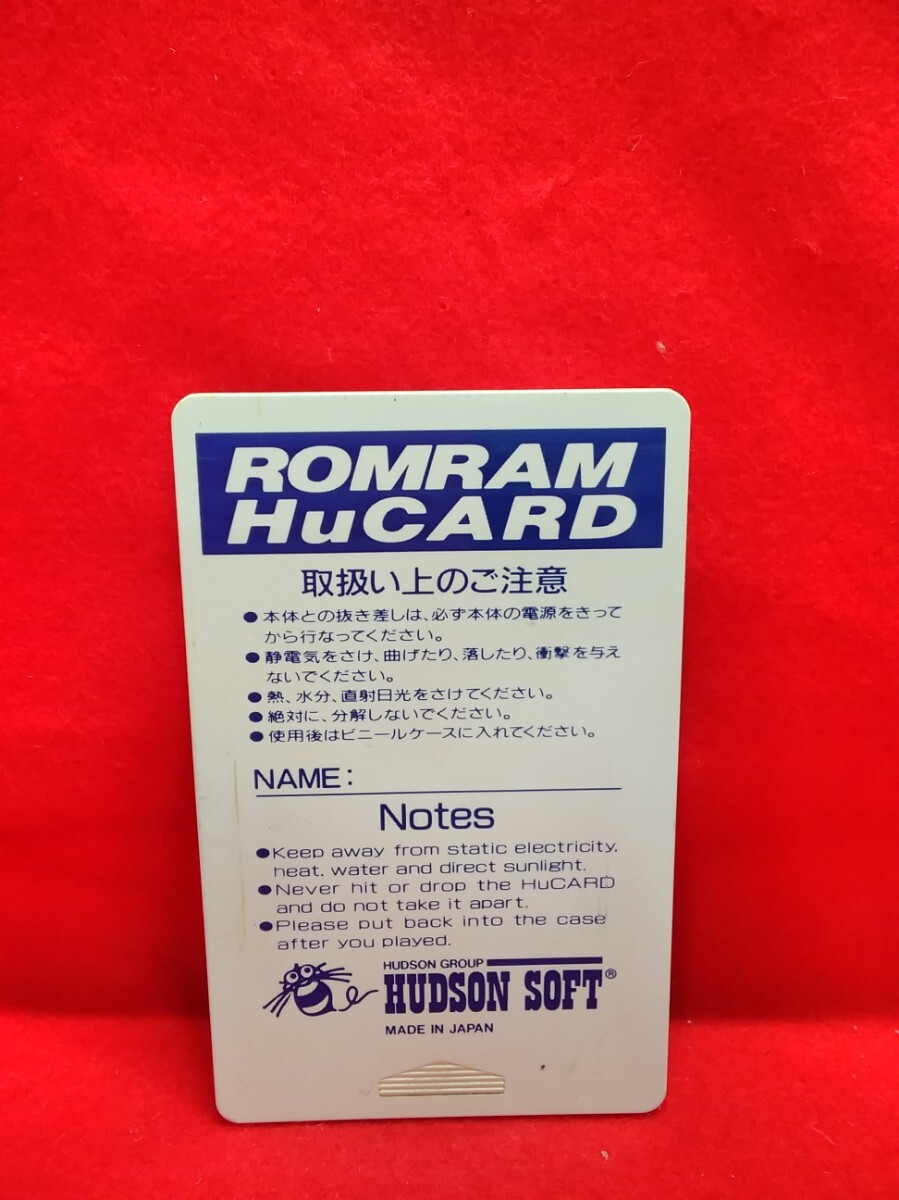 ROMRAM
HuCARD
取扱い上のご注意
●本体との抜き差しは、必ず本体の電源をきって
から行なってください。
●静電気をさけ、曲げたり、落したり、衝撃を与え
ないでください。
●熱、水分、直射日光をさけてください。
●絶対に、分解しないでください。
●使用後はビニールケースに入れてください。
NAME:
Notes
●Keep away from static electricity,
heat, water and direct sunlight.
●Never hit or drop the HuCARD
and do not take it apart.
●Please put back into the case
after you played.
HUDSON GROUP
HUDSON SOFT®
MADE IN JAPAN